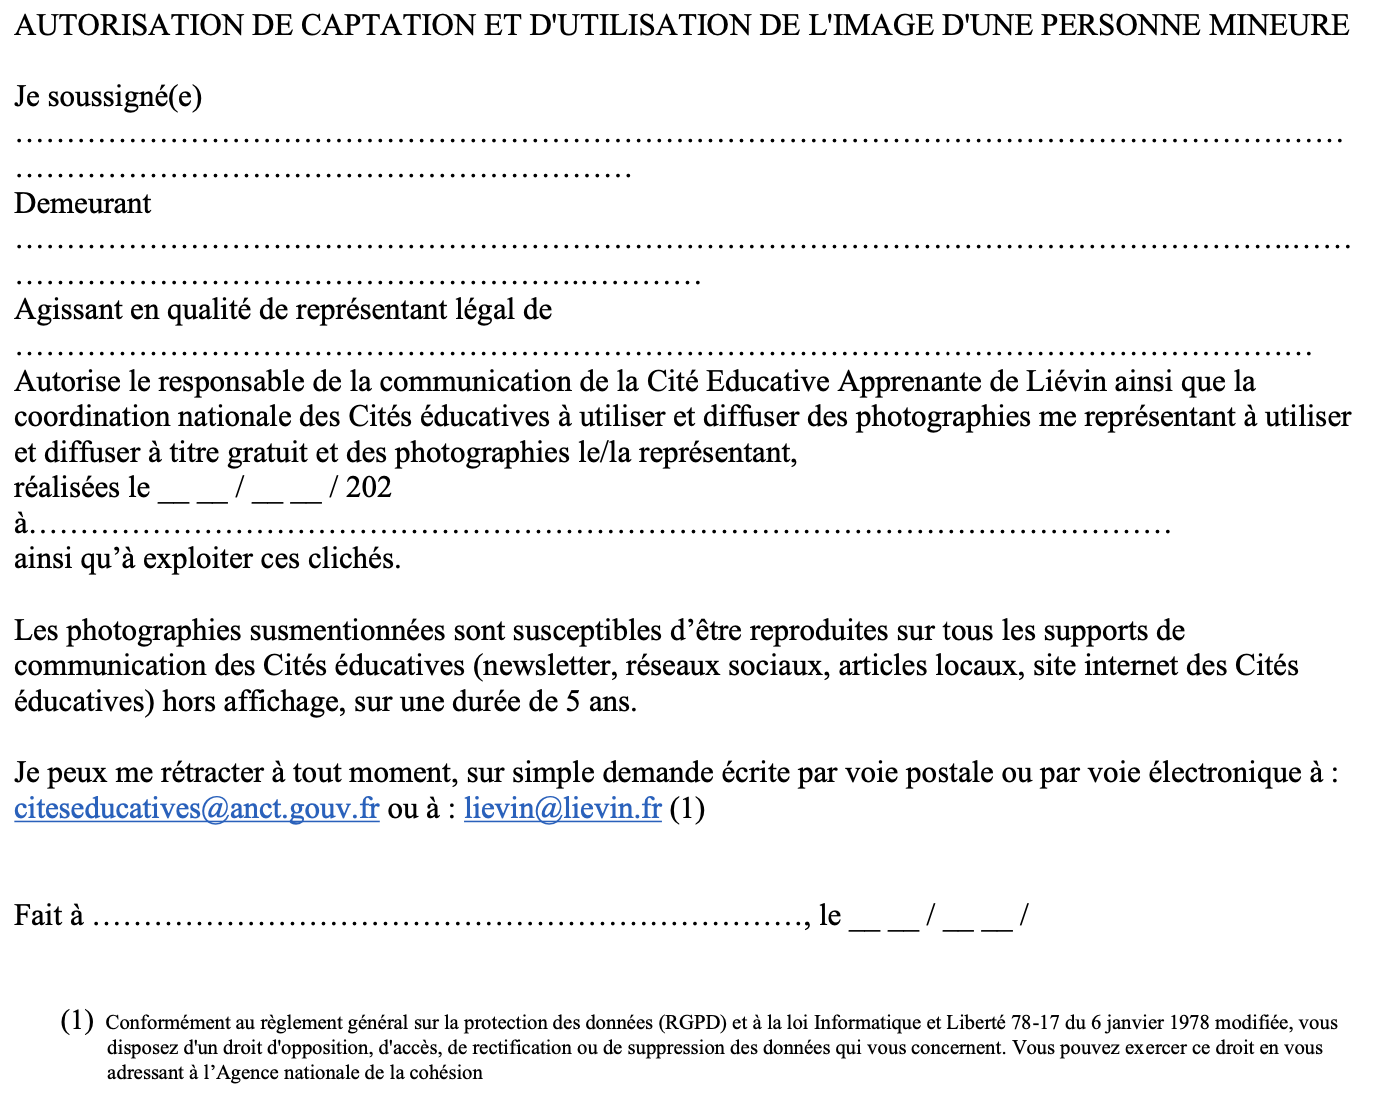 AUTORISATION DE CAPTATION ET D'UTILISATION DE L'IMAGE D'UNE PERSONNE MINEURE
Je soussigné(e)
……………………………………………………………………………………………………………………
……………………………………………………
Demeurant
………………………………………………………………………………………………………………..……
………………………………………………..…………
Agissant en qualité de représentant légal de
…………………………………………………………………………………………………………………
Autorise le responsable de la communication de la Cité Educative Apprenante de Liévin ainsi que la
coordination nationale des Cités éducatives à utiliser et diffuser des photographies me représentant à utiliser
et diffuser à titre gratuit et des photographies le/la représentant,
réalisées le __ __ / __ __ / 202
à……………………………………………………………………………………………………
ainsi qu’à exploiter ces clichés.
Les photographies susmentionnées sont susceptibles d’être reproduites sur tous les supports de
communication des Cités éducatives (newsletter, réseaux sociaux, articles locaux, site internet des Cités
éducatives) hors affichage, sur une durée de 5 ans.
Je peux me rétracter à tout moment, sur simple demande écrite par voie postale ou par voie électronique à :
citeseducatives@anct.gouv.fr ou à : lievin@lievin.fr (1)
Fait à ……………………………………………………………, le __ __ / __ __ /
(1) Conformément au règlement général sur la protection des données (RGPD) et à la loi Informatique et Liberté 78-17 du 6 janvier 1978 modifiée, vous
disposez d'un droit d'opposition, d'accès, de rectification ou de suppression des données qui vous concernent. Vous pouvez exercer ce droit en vous
adressant à l’Agence nationale de la cohésion